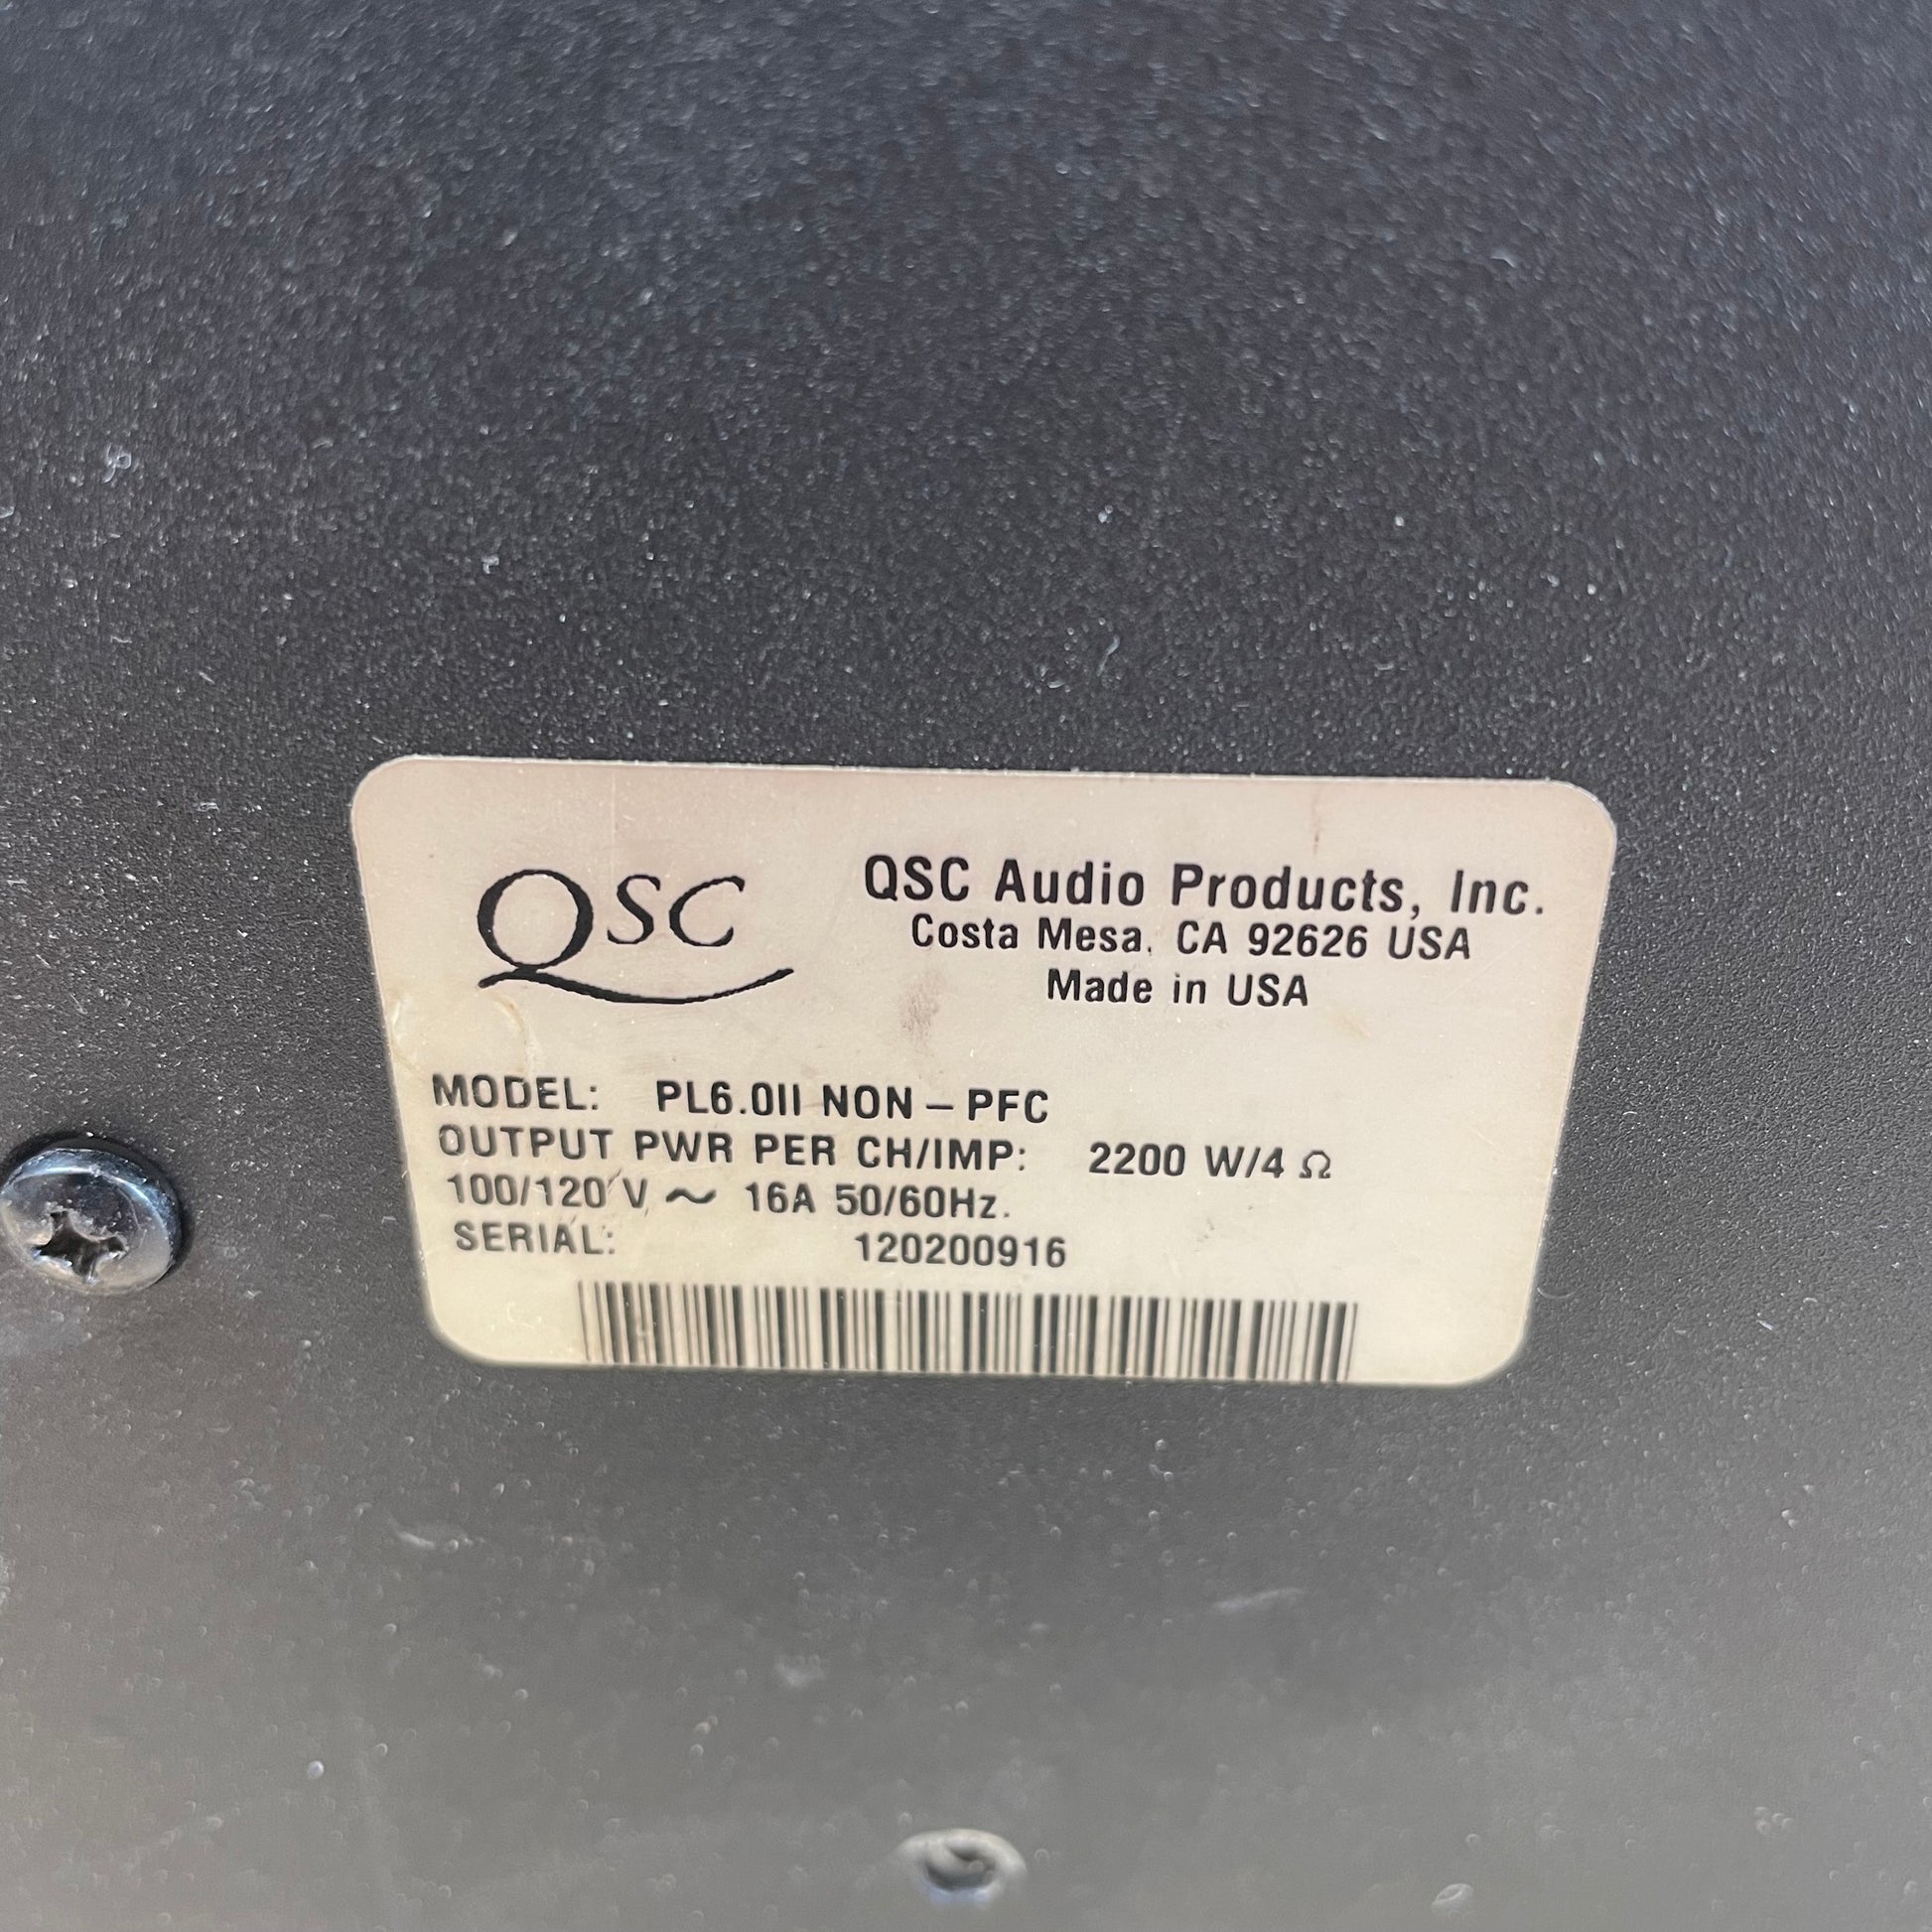 QSC
QSC Audio Products, Inc.
Costa Mesa, CA 92626 USA
Made in USA
MODEL: PL6.0II NON – PFC
OUTPUT PWR PER CH/IMP: 2200 W/4 Ω
100/120 V ~ 16A 50/60Hz.
SERIAL: 120200916